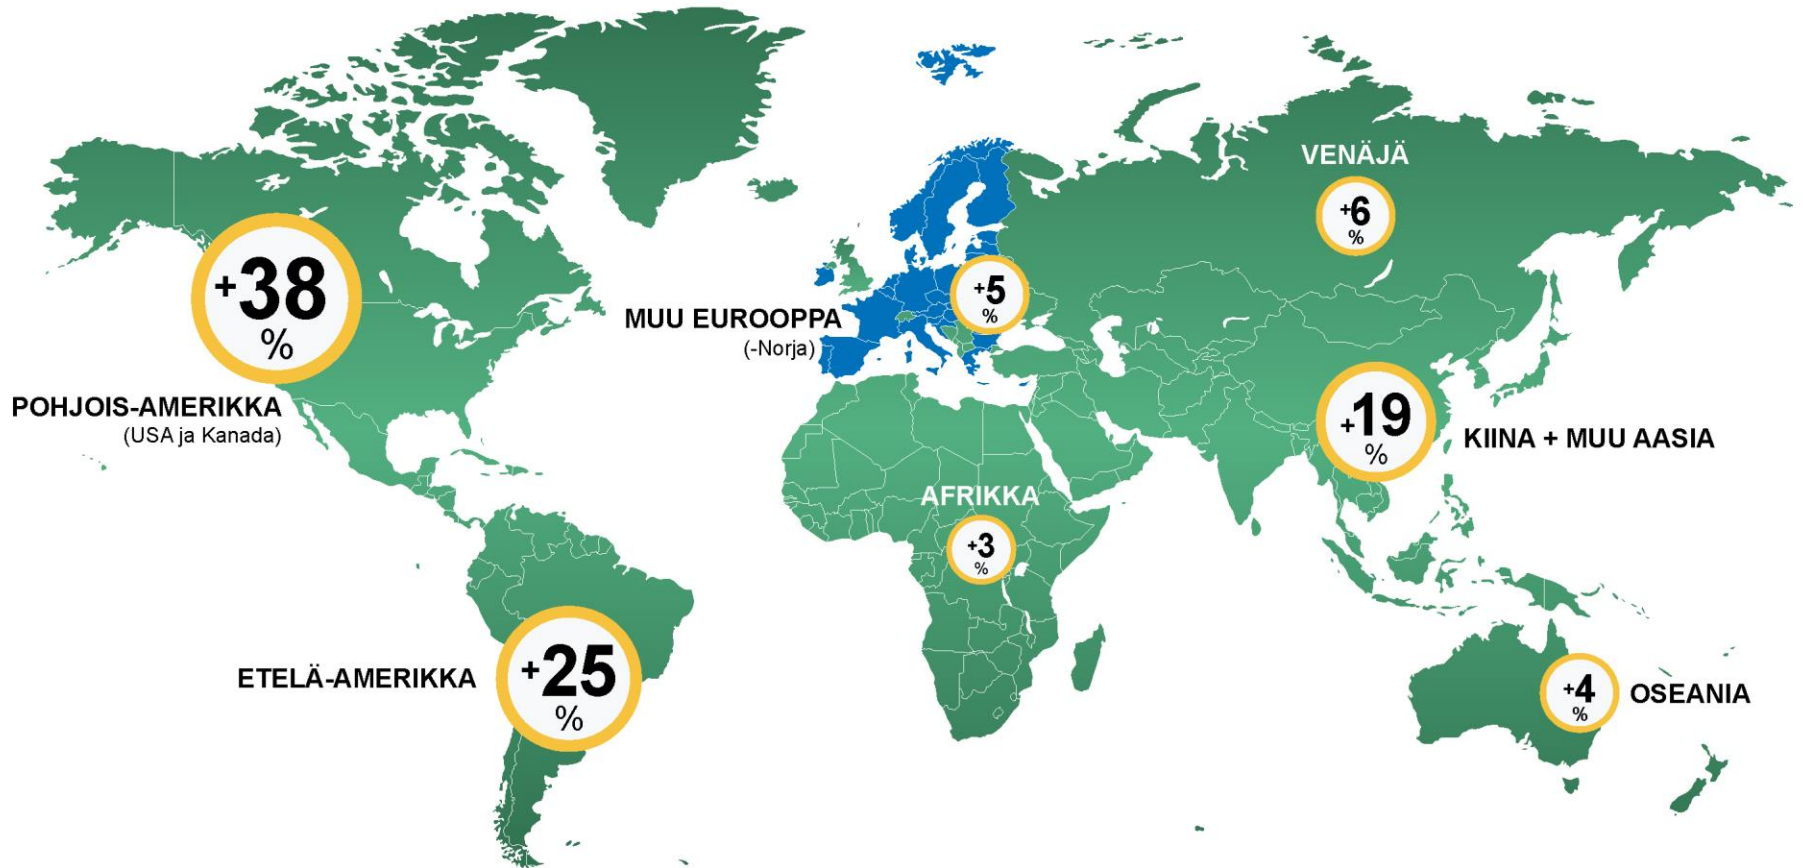 VENÄJÄ
+6
%
+38
%
POHJOIS-AMERIKKA
(USA ja Kanada)
MUU EUROOPPA
(-Norja)
+5
%
+19
%
KIINA + MUU AASIA
AFRIKKA
+3
%
ETELÄ-AMERIKKA
+25
%
+4
%
OSEANIA